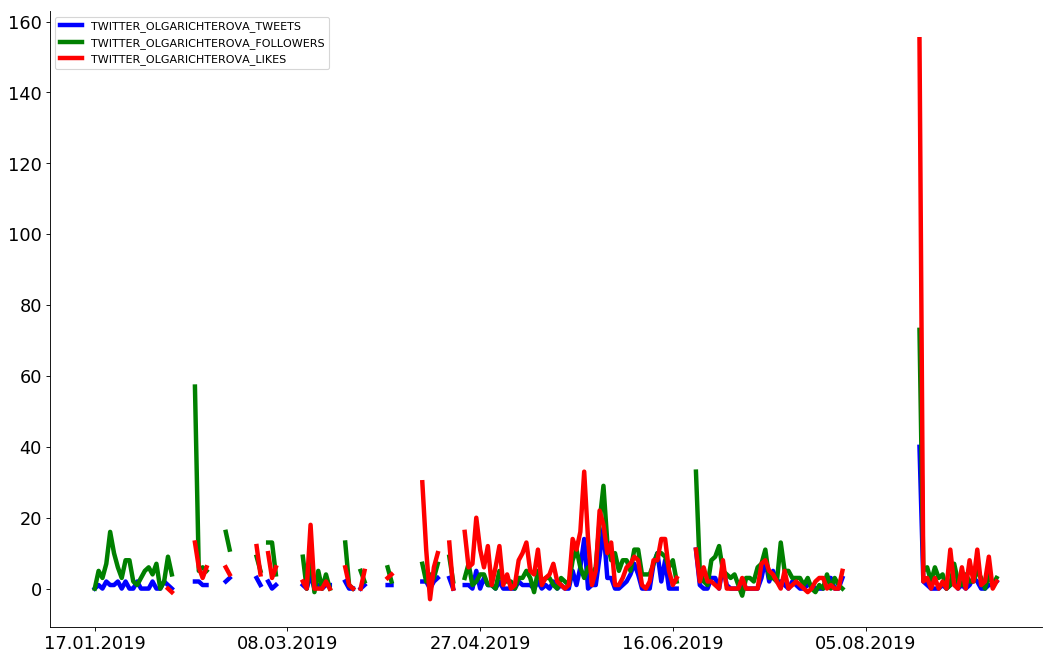 160
140
120
100
80
60
40
20
0
TWITTER_OLGARICHTEROVA_TWEETS
TWITTER_OLGARICHTEROVA_FOLLOWERS
TWITTER_OLGARICHTEROVA_LIKES
17.01.2019 08.03.2019 27.04.2019 16.06.2019 05.08.2019